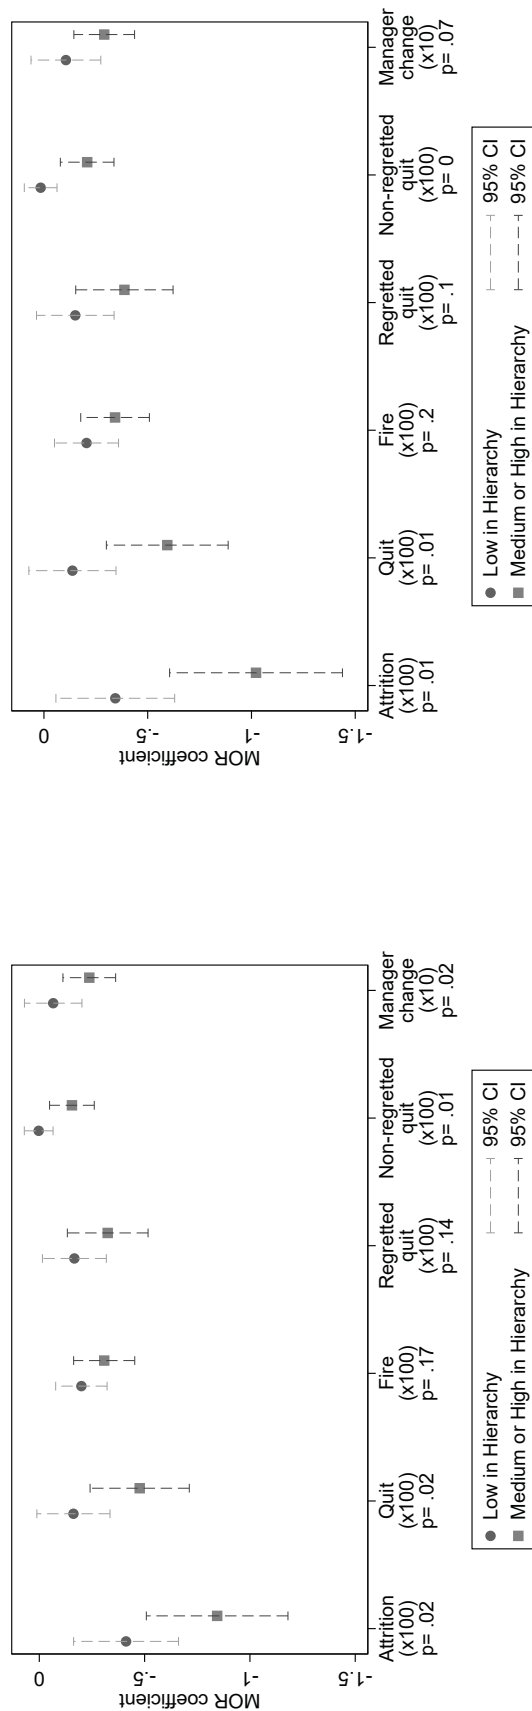 MOR coefficient
0
-.5
-1
-1.5
Attrition
(x100)
p= .02
Quit
(x100)
p= .02
Fire
(x100)
p= .17
Regretted
quit
(x100)
p= .14
Non-regretted
quit
(x100)
p= .01
Manager
change
(x10)
p= .02
Low in Hierarchy
95% CI
Medium or High in Hierarchy
95% CI
MOR coefficient
0
-.5
-1
-1.5
Attrition
(x100)
p= .01
Quit
(x100)
p= .01
Fire
(x100)
p= .2
Regretted
quit
(x100)
p= .1
Non-regretted
quit
(x100)
p= 0
Manager
change
(x10)
p= .07
Low in Hierarchy
95% CI
Medium or High in Hierarchy
95% CI